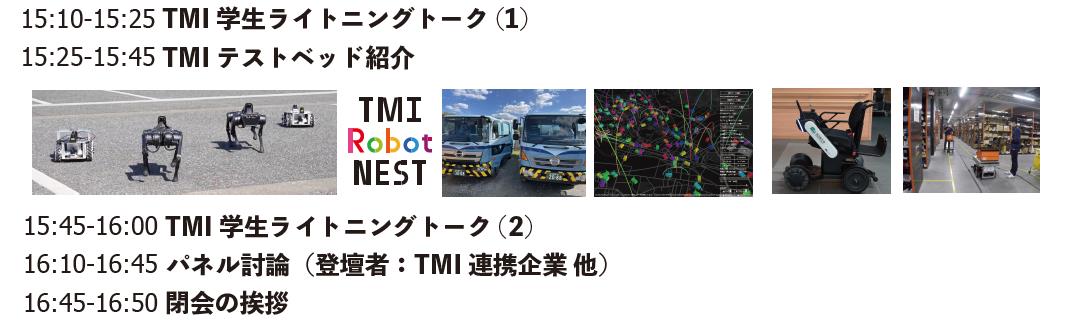 15:10-15:25 TMI 学生ライトニングトーク（1）
15:25-15:45 TMI テストベッド紹介
TMI
Robot
NEST
15:45-16:00 TMI 学生ライトニングトーク（2）
16:10-16:45 パネル討論（登壇者：TMI 連携企業 他）
16:45-16:50 閉会の挨拶